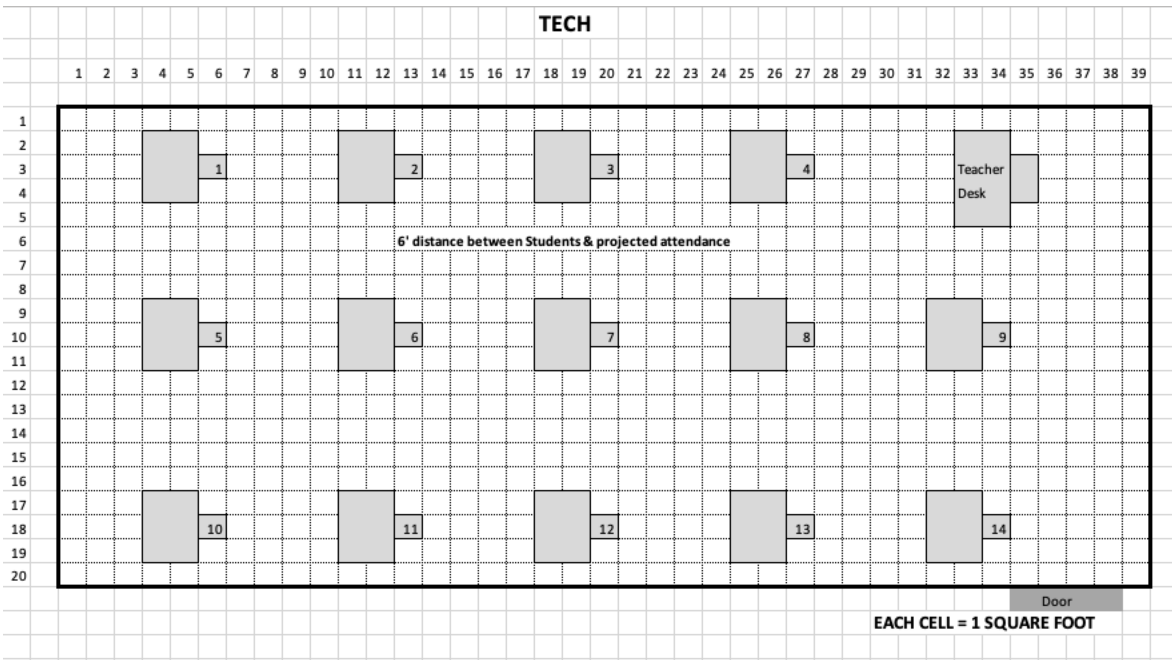 TECH
1 2 3 4 5 6 7 8 9 10 11 12 13 14 15 16 17 18 19 20 21 22 23 24 25 26 27 28 29 30 31 32 33 34 35 36 37 38 39
1
2
3 1 2 3 4 Teacher
4 Desk
5
6 6' distance between Students & projected attendance
7
8
9
10 5 6 7 8 9
11
12
13
14
15
16
17
18 10 11 12 13 14
19
20
Door
EACH CELL = 1 SQUARE FOOT